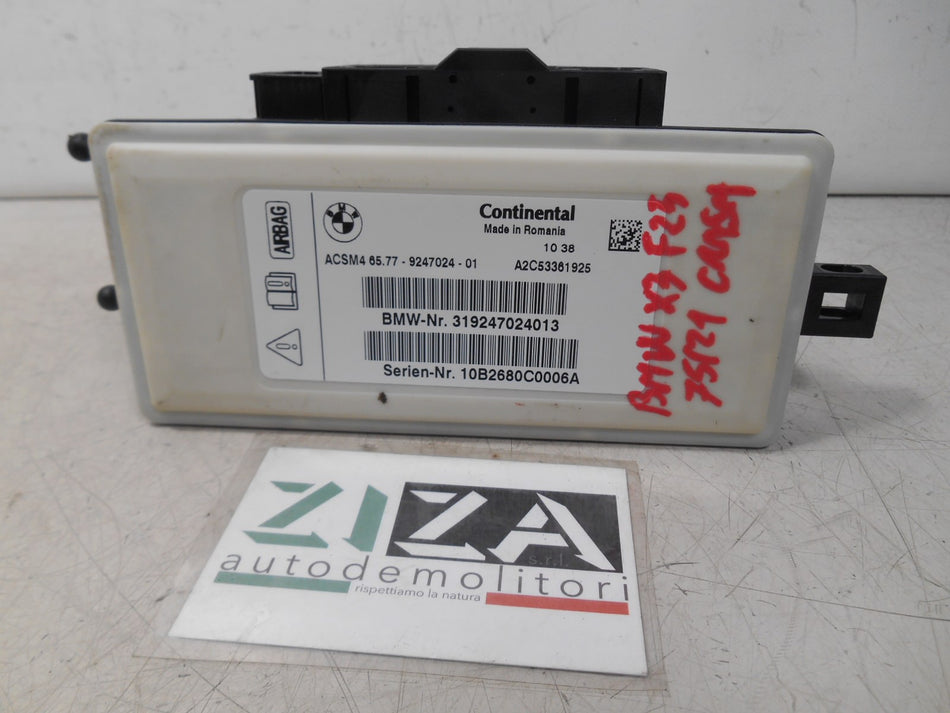 AIRBAG
BMW
Continental
Made in Romania
10 38
ACSM4 65.77 - 9247024 - 01 A2C53361925
BMW-Nr. 319247024013
Serien-Nr. 10B2680C0006A
BMW X3 F25
ZIZA
s.r.l.
autodemolitori
rispettiamo la natura